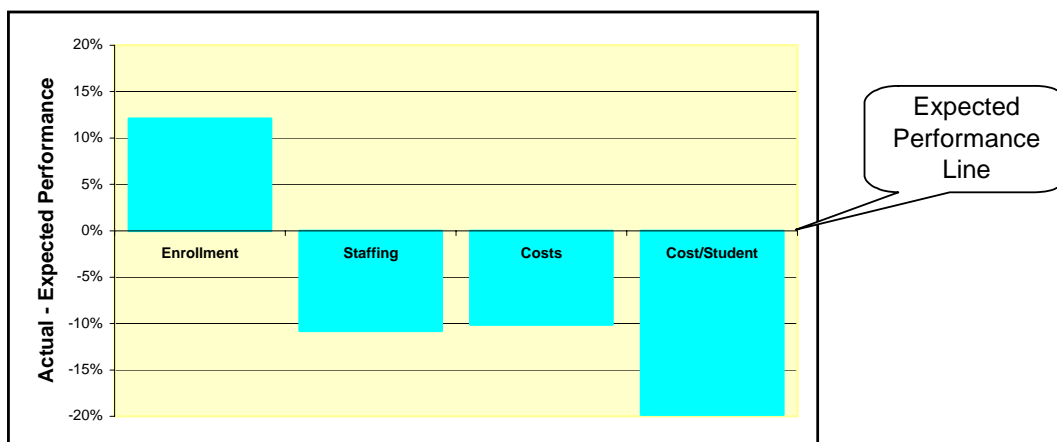 Actual - Expected Performance
20%
15%
10%
5%
0%
-5%
-10%
-15%
-20%
Enrollment
Staffing
Costs
Cost/Student
Expected
Performance
Line